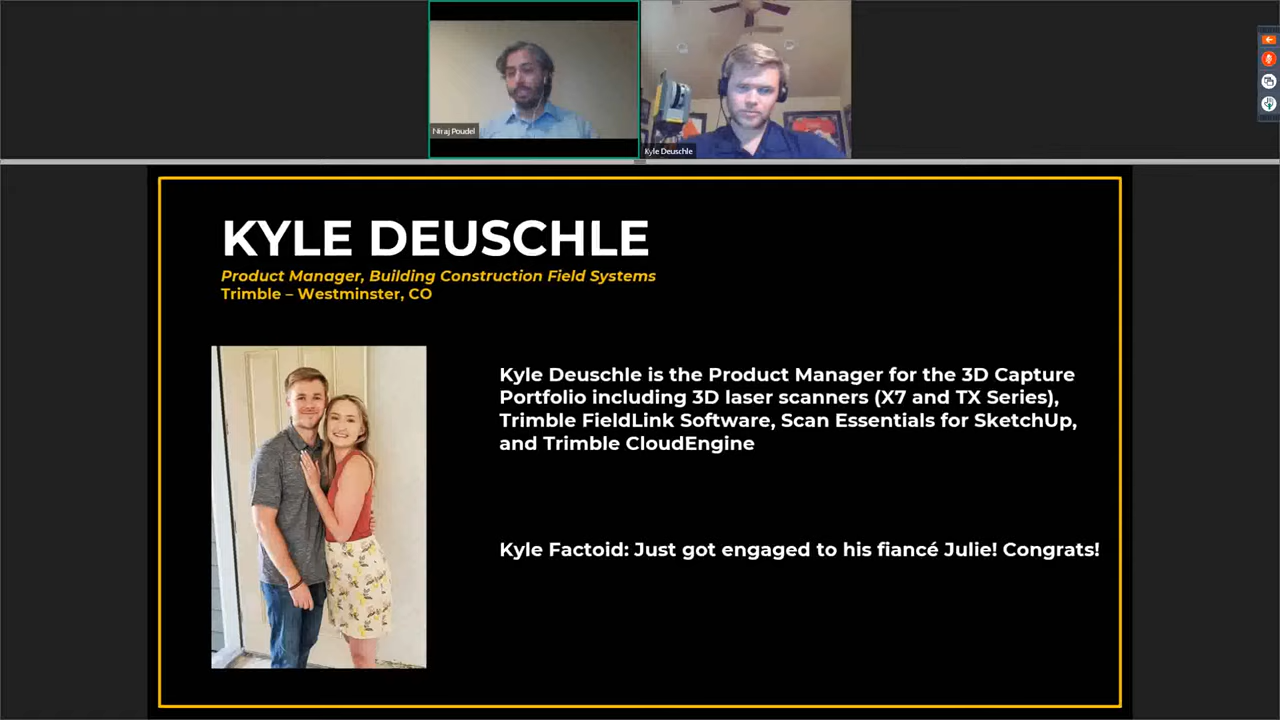 Niraj Poudel
Kyle Deuschle
KYLE DEUSCHLE
Product Manager, Building Construction Field Systems
Trimble – Westminster, CO
Kyle Deuschle is the Product Manager for the 3D Capture
Portfolio including 3D laser scanners (X7 and TX Series),
Trimble FieldLink Software, Scan Essentials for SketchUp,
and Trimble CloudEngine
Kyle Factoid: Just got engaged to his fiancé Julie! Congrats!